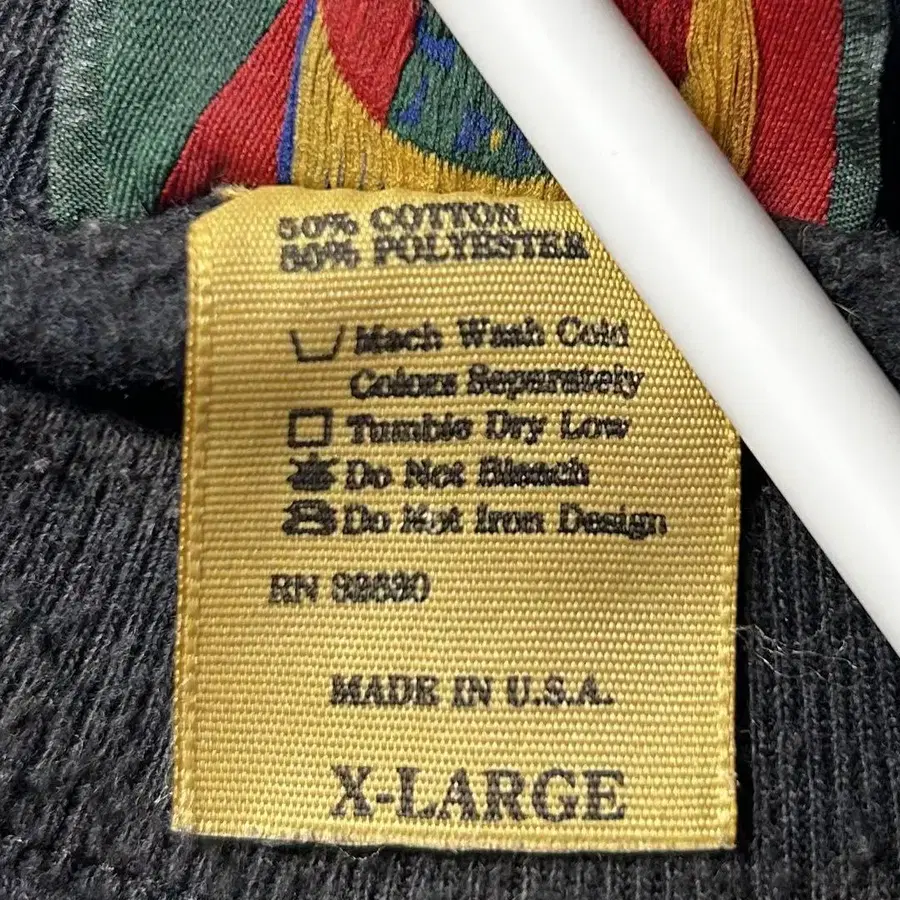 50% COTTON
50% POLYESTER
Mach Wash Cold
Colors Separately
Tumble Dry Low
Do Not Bleach
Do Not Iron Design
RN
MADE IN U.S.A.
X-LARGE